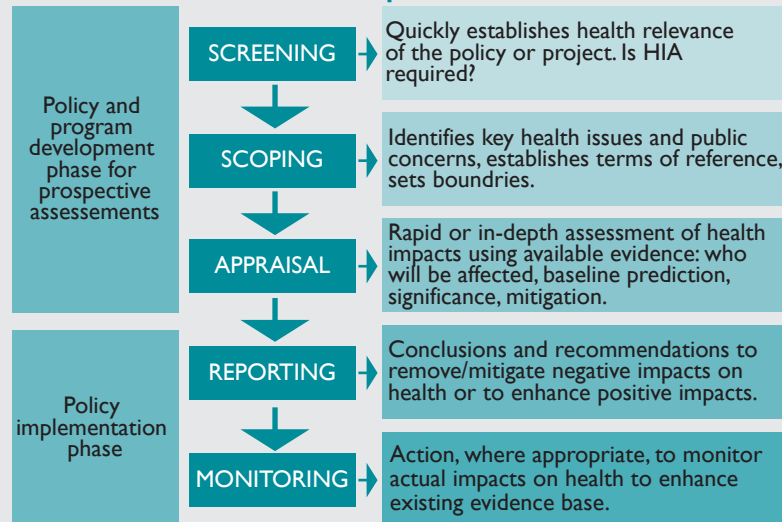 Policy and
program
development
phase for
prospective
assessements
SCREENING
Quickly establishes health relevance
of the policy or project. Is HIA
required?
SCOPING
Identifies key health issues and public
concerns, establishes terms of reference,
sets boundries.
APPRAISAL
Rapid or in-depth assessment of health
impacts using available evidence: who
will be affected, baseline prediction,
significance, mitigation.
Policy
implementation
phase
REPORTING
Conclusions and recommendations to
remove/mitigate negative impacts on
health or to enhance positive impacts.
MONITORING
Action, where appropriate, to monitor
actual impacts on health to enhance
existing evidence base.